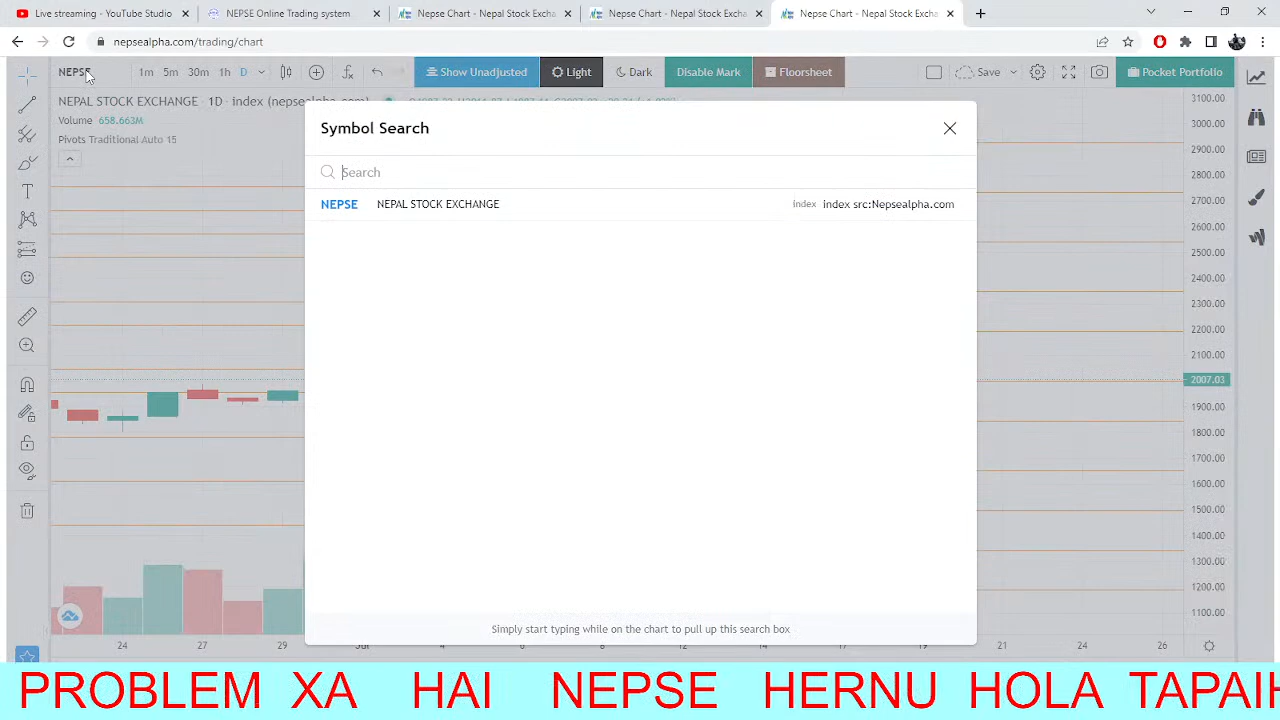 Live streaming - YouTube Studio
NEPSE Online Trading system
Nepse Chart - Nepal Stock Excha
Nepse Chart - Nepal Stock Excha
Nepse Chart - Nepal Stock Excha
nepsealpha.com/trading/chart
NEPSE 1m 5m 30m 1h D Show Unadjusted Light Dark Disable Mark Floorsheet Save Pocket Portfolio
NEPAL STOCK EXCHANGE · 1D · index (nepsealpha.com)
Volume 658.663M
Pivots Traditional Auto 15
Symbol Search
Search
NEPSE NEPAL STOCK EXCHANGE index index src:Nepsealpha.com
Simply start typing while on the chart to pull up this search box
3100.00
3000.00
2900.00
2800.00
2700.00
2600.00
2500.00
2400.00
2300.00
2200.00
2100.00
2007.03
1900.00
1800.00
1700.00
1600.00
1500.00
1400.00
1300.00
1200.00
1100.00
24 27 29 Jul 4 6 12 14 18 21 24 26
PROBLEM XA HAI NEPSE HERNU HOLA TAPAIH